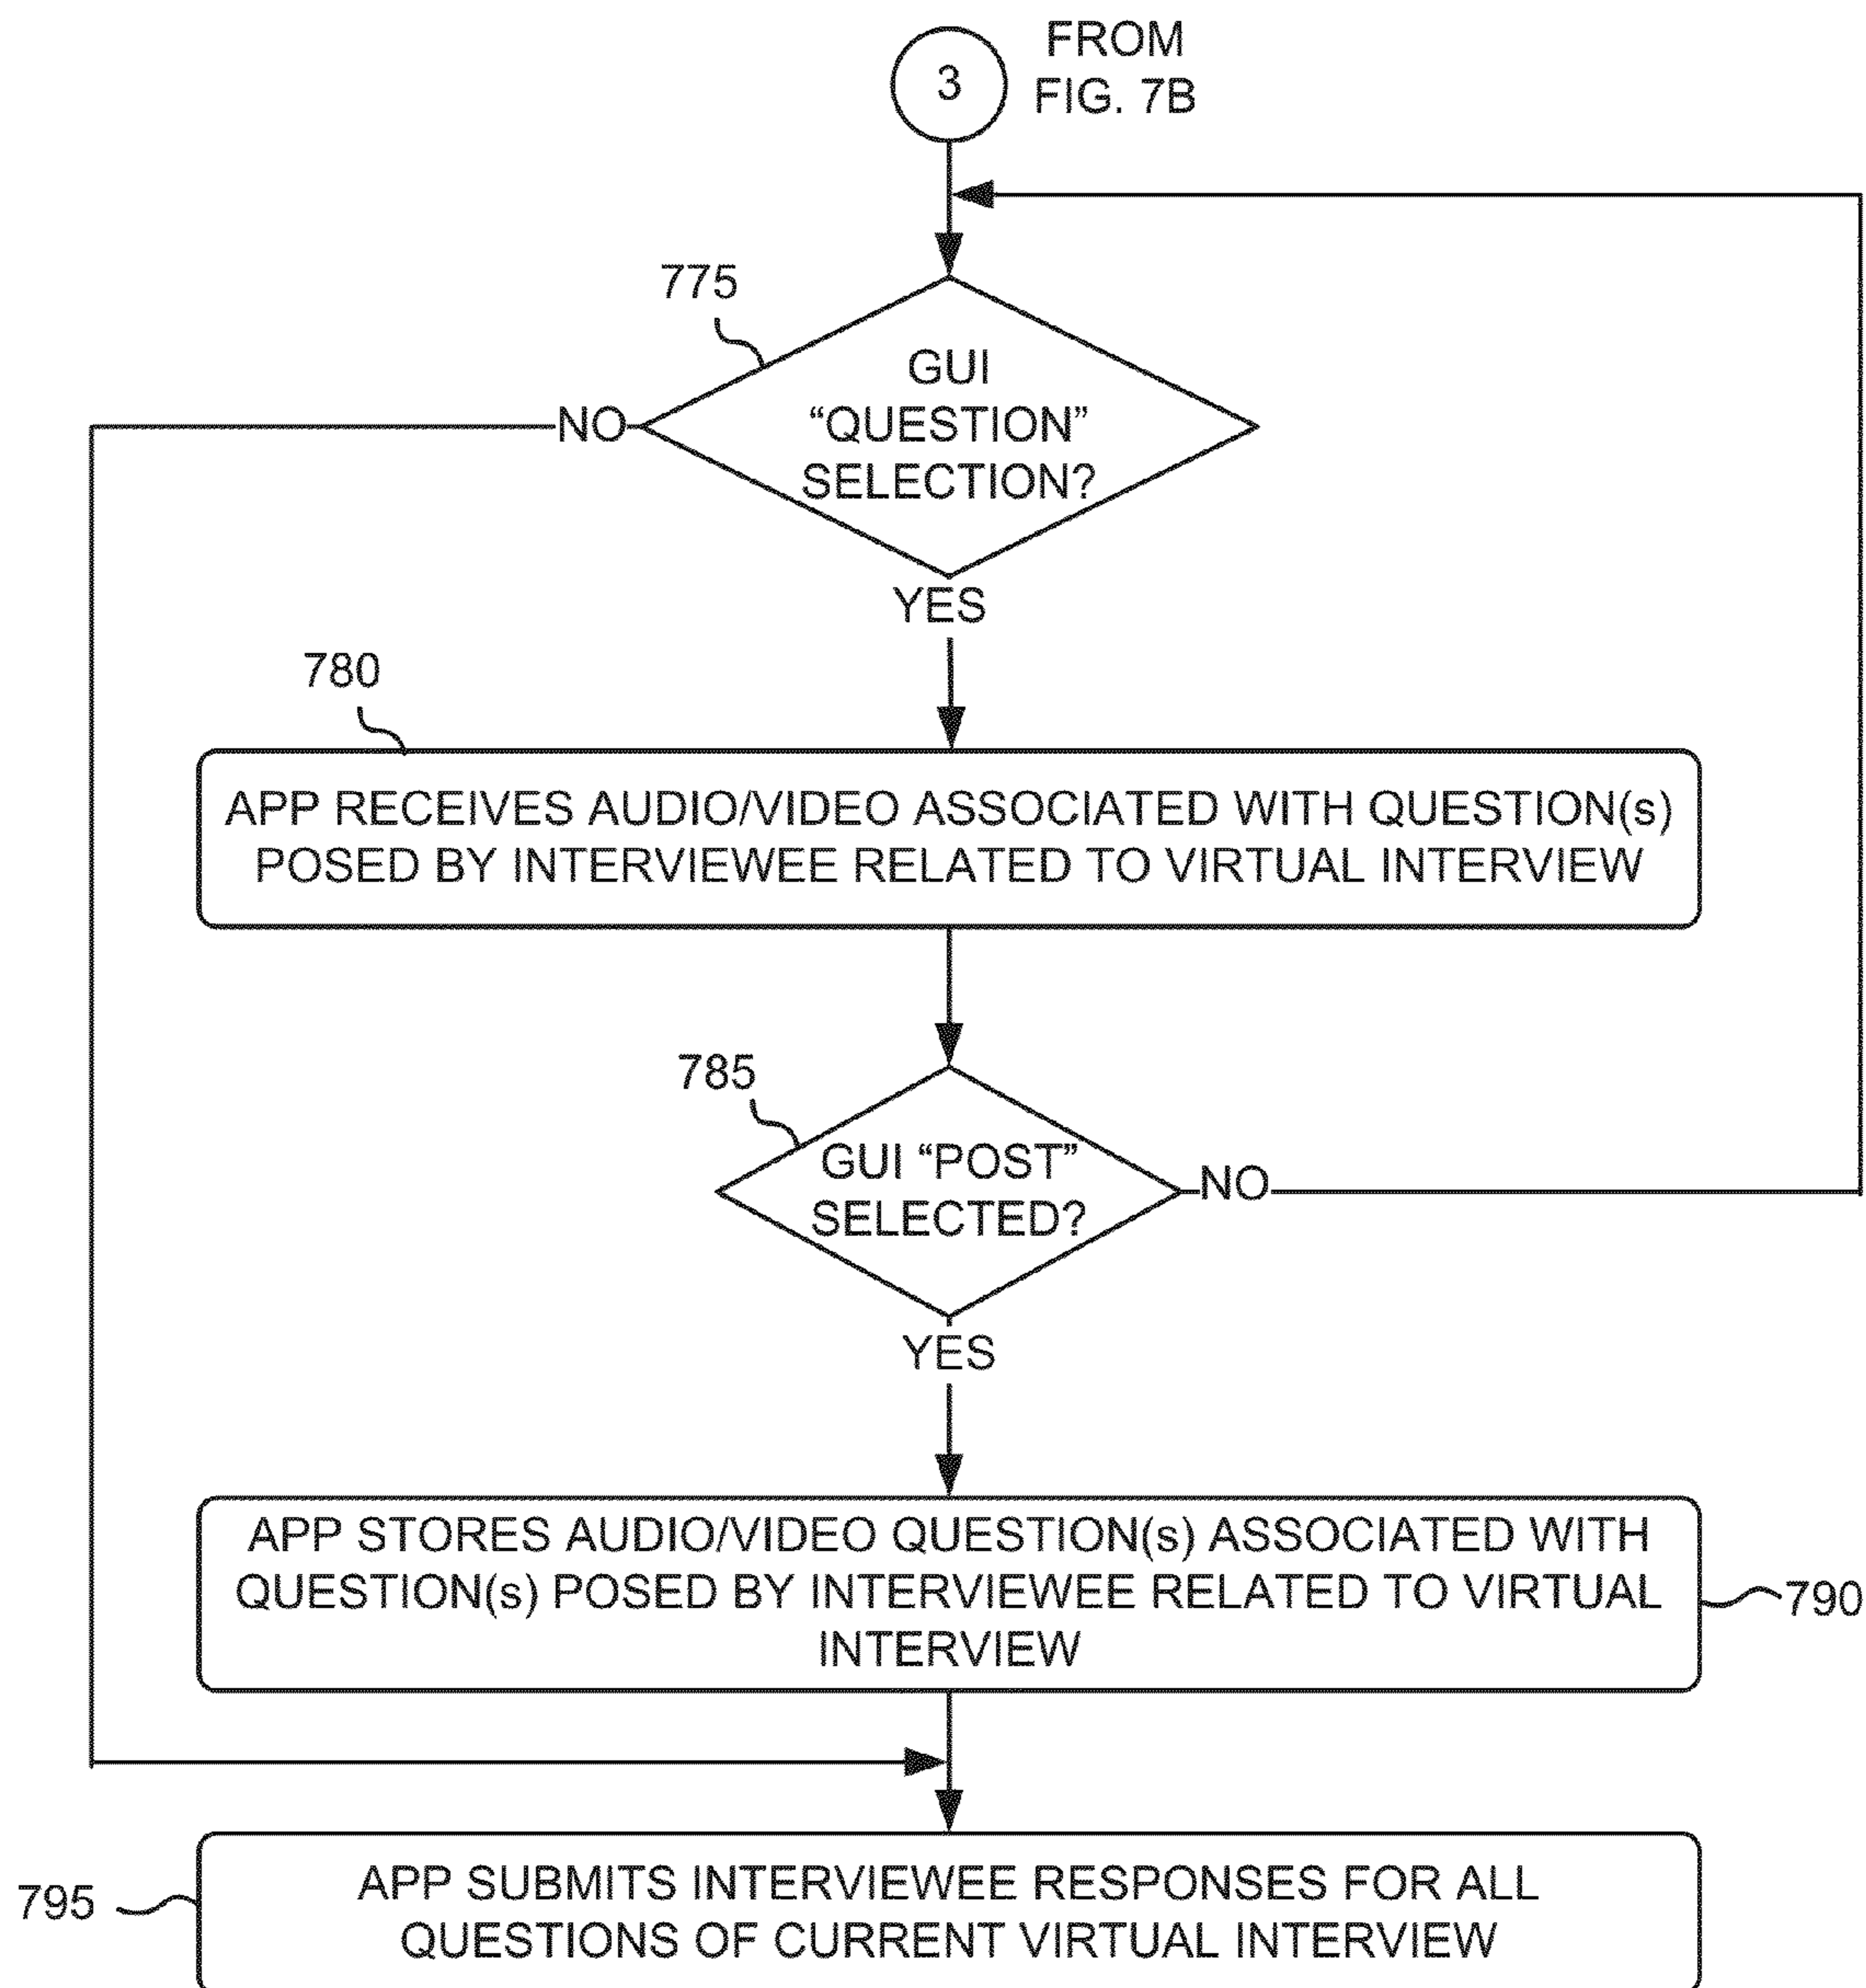 FROM
3
FIG. 7B
775
GUI
NO
“QUESTION”
SELECTION?
YES
780
APP RECEIVES AUDIO/VIDEO ASSOCIATED WITH QUESTION(s)
POSED BY INTERVIEWEE RELATED TO VIRTUAL INTERVIEW
785
GUI “POST”
SELECTED?
NO
YES
APP STORES AUDIO/VIDEO QUESTION(s) ASSOCIATED WITH
QUESTION(s) POSED BY INTERVIEWEE RELATED TO VIRTUAL
INTERVIEW
790
795
APP SUBMITS INTERVIEWEE RESPONSES FOR ALL
QUESTIONS OF CURRENT VIRTUAL INTERVIEW